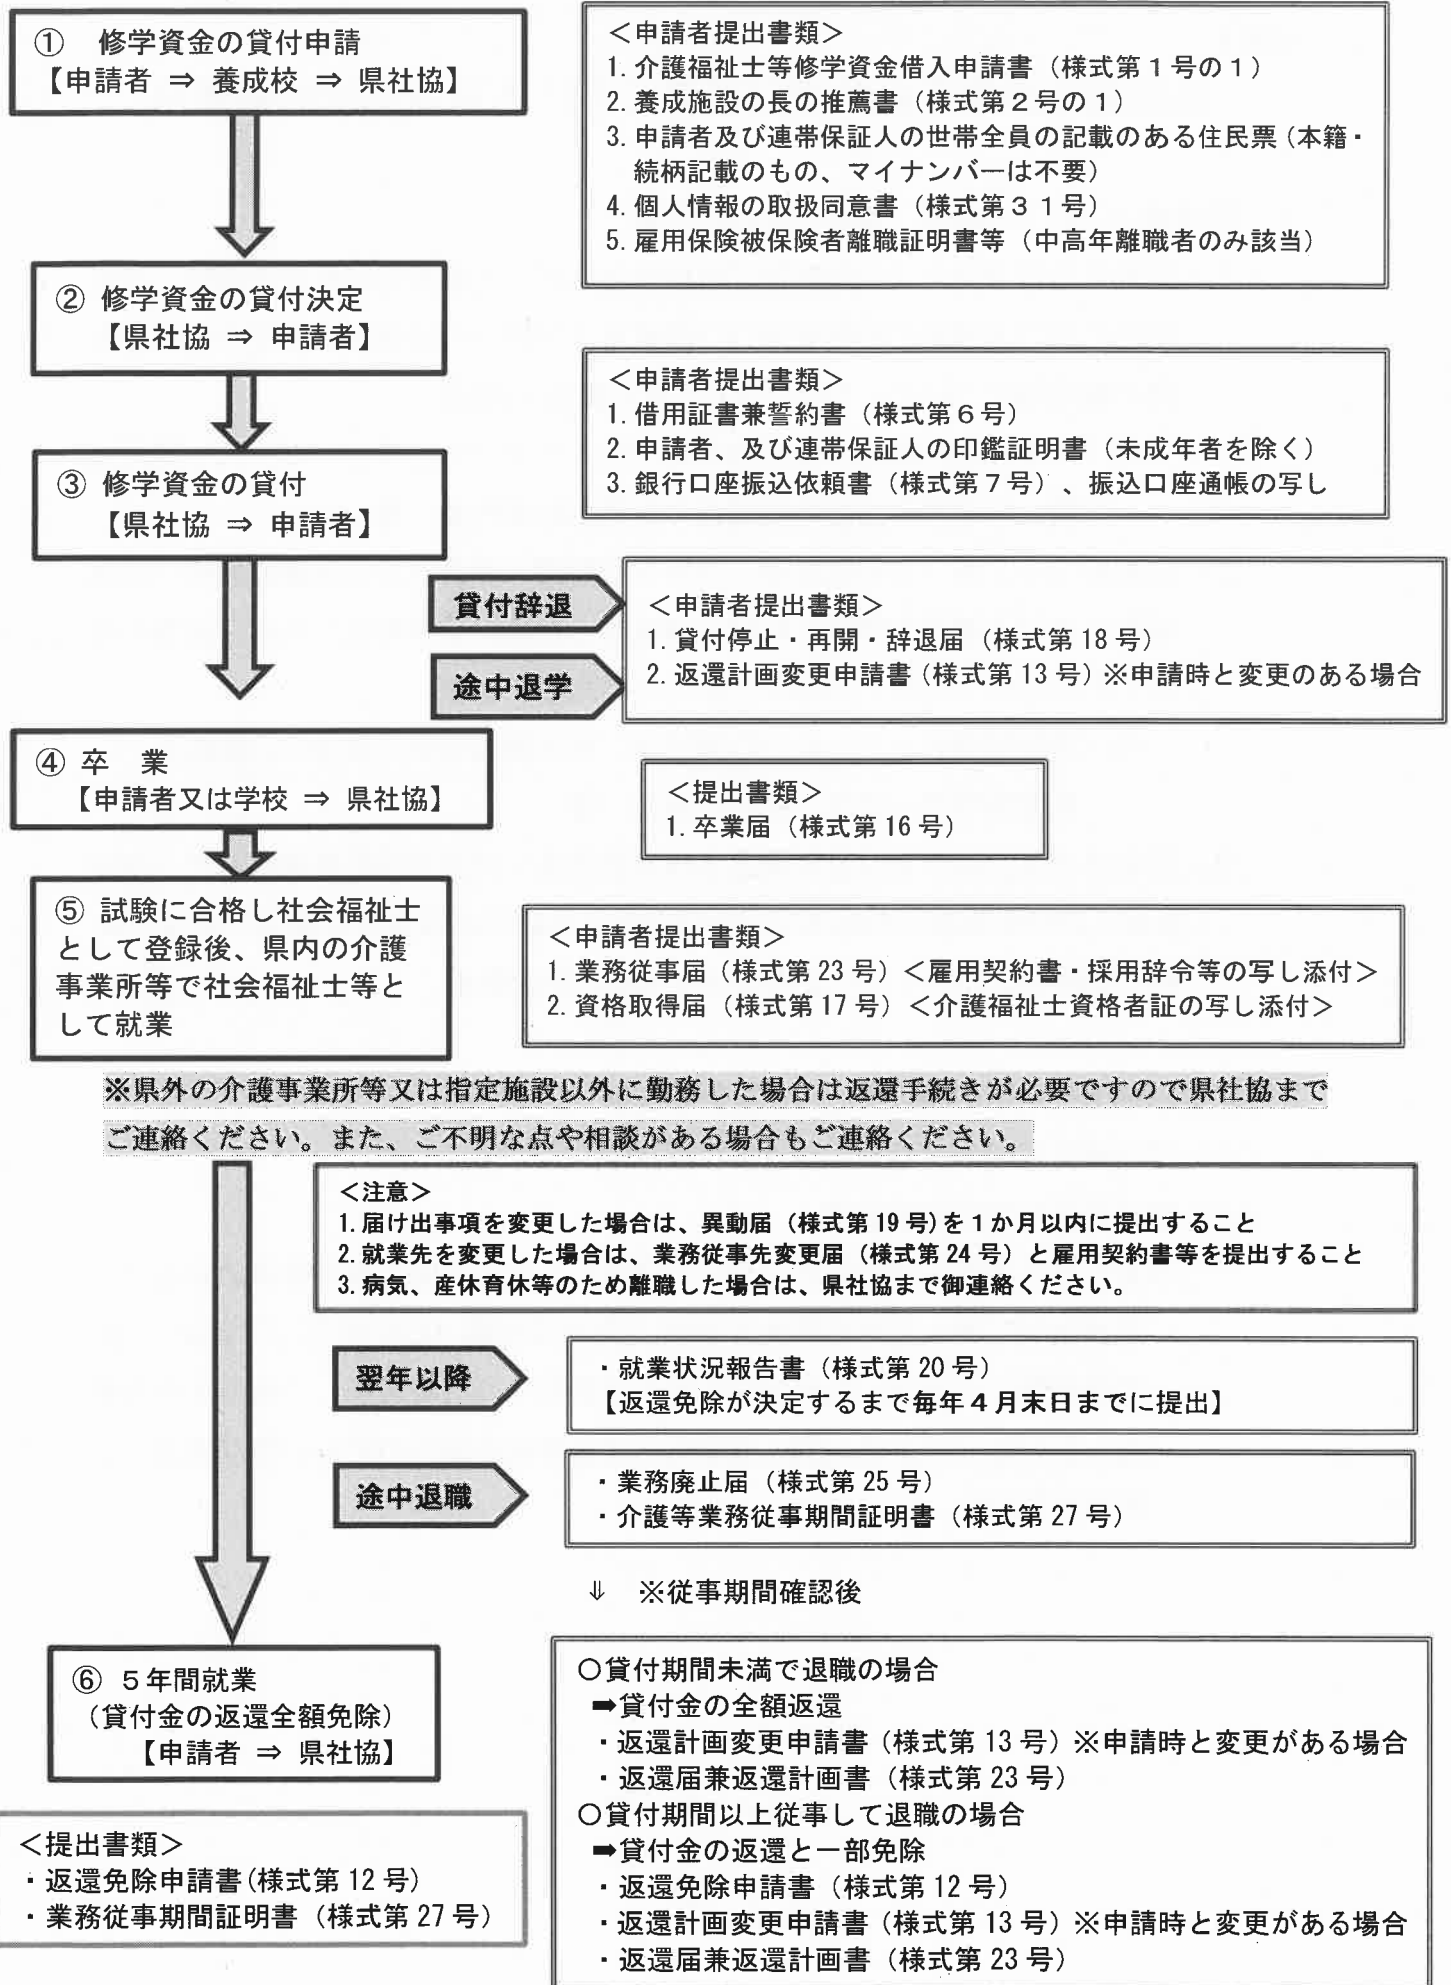 ① 修学資金の貸付申請
【申請者 ⇒ 養成校 ⇒ 県社協】
＜申請者提出書類＞
1. 介護福祉士等修学資金借入申請書（様式第１号の１）
2. 養成施設の長の推薦書（様式第２号の１）
3. 申請者及び連帯保証人の世帯全員の記載のある住民票（本籍・
続柄記載のもの、マイナンバーは不要）
4. 個人情報の取扱同意書（様式第３１号）
5. 雇用保険被保険者離職証明書等（中高年離職者のみ該当）
② 修学資金の貸付決定
【県社協 ⇒ 申請者】
＜申請者提出書類＞
1. 借用証書兼誓約書（様式第６号）
2. 申請者、及び連帯保証人の印鑑証明書（未成年者を除く）
3. 銀行口座振込依頼書（様式第７号）、振込口座通帳の写し
③ 修学資金の貸付
【県社協 ⇒ 申請者】
貸付辞退
途中退学
＜申請者提出書類＞
1. 貸付停止・再開・辞退届（様式第 18 号）
2. 返還計画変更申請書（様式第 13 号）※申請時と変更のある場合
④ 卒　業
【申請者又は学校 ⇒ 県社協】
＜提出書類＞
1. 卒業届（様式第 16 号）
⑤ 試験に合格し社会福祉士
として登録後、県内の介護
事業所等で社会福祉士等と
して就業
＜申請者提出書類＞
1. 業務従事届（様式第 23 号）＜雇用契約書・採用辞令等の写し添付＞
2. 資格取得届（様式第 17 号）＜介護福祉士資格者証の写し添付＞
※県外の介護事業所等又は指定施設以外に勤務した場合は返還手続きが必要ですので県社協まで
ご連絡ください。また、ご不明な点や相談がある場合もご連絡ください。
＜注意＞
1. 届け出事項を変更した場合は、異動届（様式第 19 号）を１か月以内に提出すること
2. 就業先を変更した場合は、業務従事先変更届（様式第 24 号）と雇用契約書等を提出すること
3. 病気、産休育休等のため離職した場合は、県社協まで御連絡ください。
翌年以降
・就業状況報告書（様式第 20 号）
【返還免除が決定するまで毎年４月末日までに提出】
途中退職
・業務廃止届（様式第 25 号）
・介護等業務従事期間証明書（様式第 27 号）
⇓　※従事期間確認後
⑥ ５年間就業
（貸付金の返還全額免除）
【申請者 ⇒ 県社協】
＜提出書類＞
・返還免除申請書（様式第 12 号）
・業務従事期間証明書（様式第 27 号）
〇貸付期間未満で退職の場合
➡貸付金の全額返還
・返還計画変更申請書（様式第 13 号）※申請時と変更がある場合
・返還届兼返還計画書（様式第 23 号）
〇貸付期間以上従事して退職の場合
➡貸付金の返還と一部免除
・返還免除申請書（様式第 12 号）
・返還計画変更申請書（様式第 13 号）※申請時と変更がある場合
・返還届兼返還計画書（様式第 23 号）